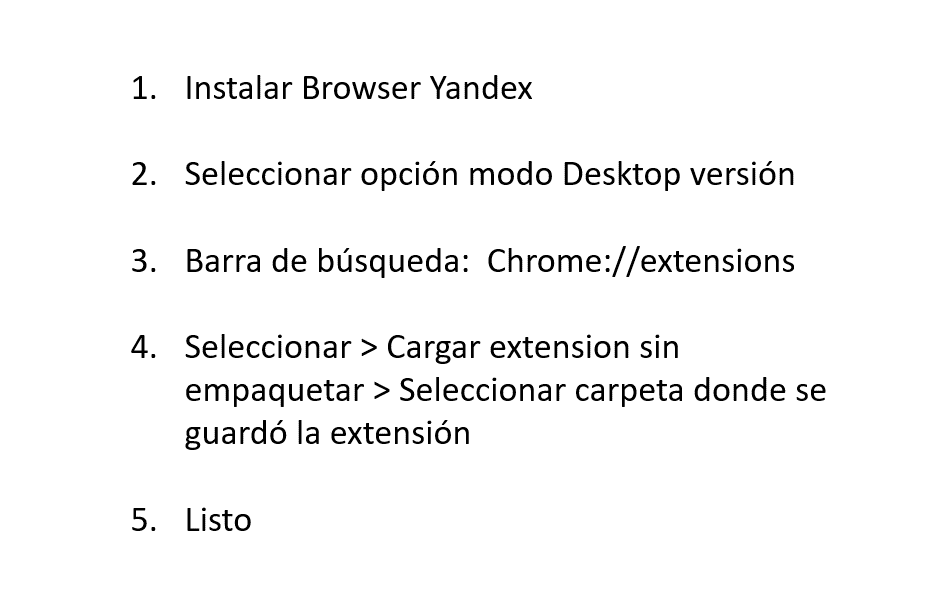 1. Instalar Browser Yandex
2. Seleccionar opción modo Desktop versión
3. Barra de búsqueda:  Chrome://extensions
4. Seleccionar > Cargar extension sin
empaquetar > Seleccionar carpeta donde se
guardó la extensión
5. Listo